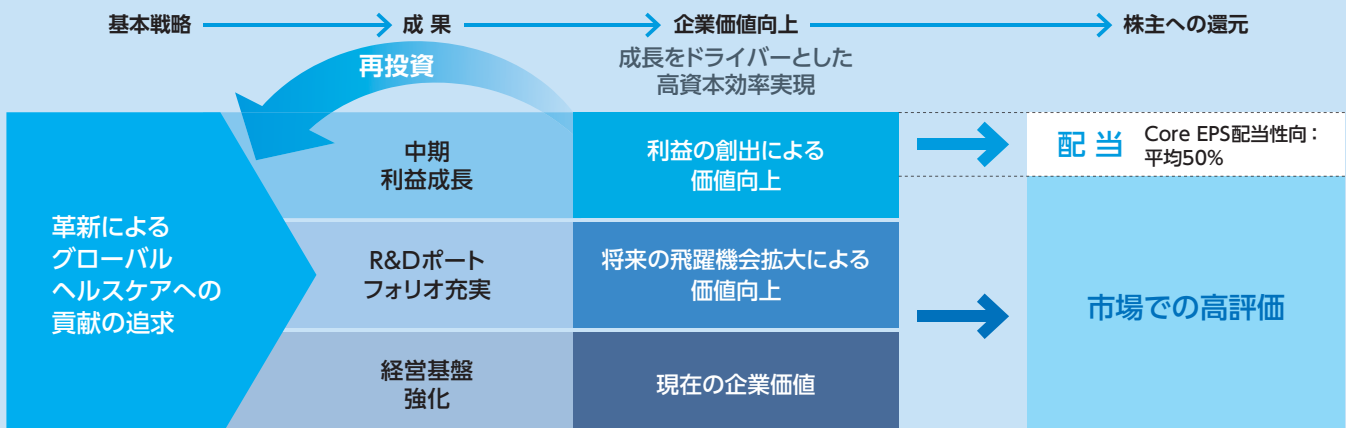 基本戦略
成 果
企業価値向上
株主への還元
成長をドライバーとした
高資本効率実現
再投資
革新による
グローバル
ヘルスケアへの
貢献の追求
中期
利益成長
利益の創出による
価値向上
配 当
Core EPS配当性向：
平均50%
R&Dポート
フォリオ充実
将来の飛躍機会拡大による
価値向上
市場での高評価
経営基盤
強化
現在の企業価値